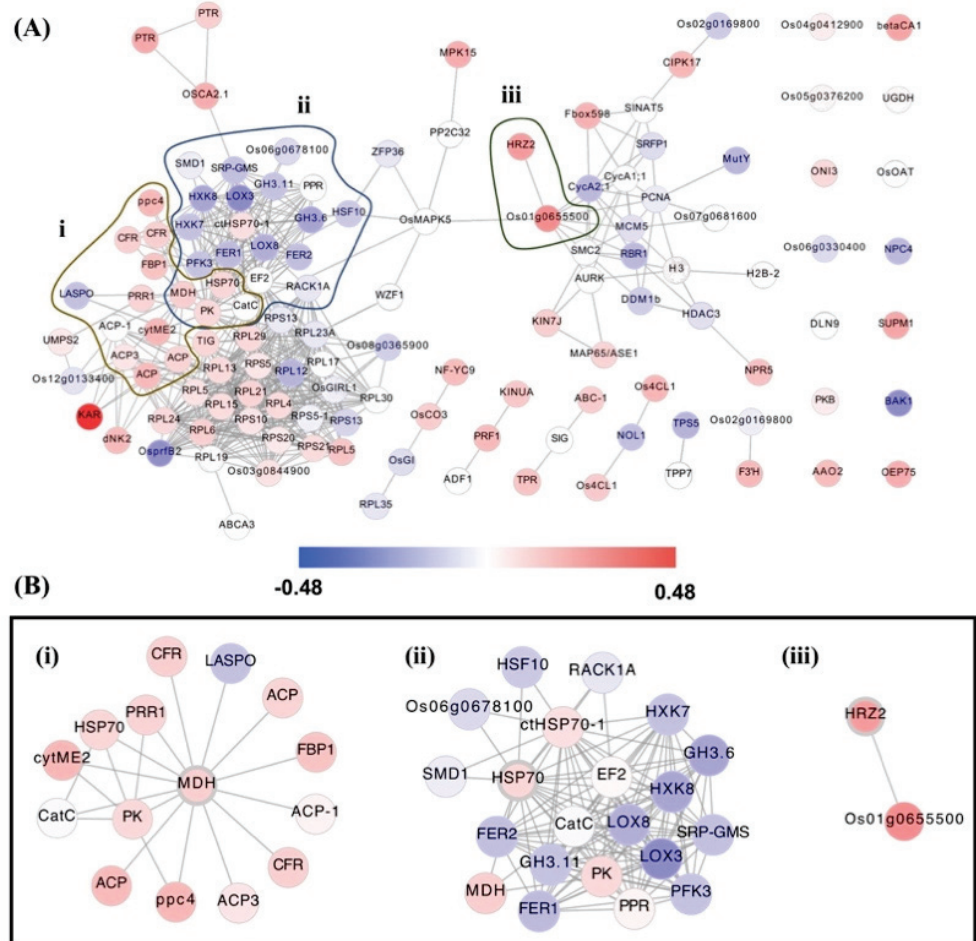 (A)
PTR
PTR
OSCA2.1
MPK15
PP2C32
Os02g0169800
CIPK17
Os04g0412900
betaCA1
ii
iii
i
Fbox598
SINAT5
Os05g0376200
UGDH
Os06g0678100
SMD1
SRP-GMS
ZFP36
HRZ2
SRFP1
MutY
HXK8
LOX3
GH3.11
PPR
CycA2;1
CycA1;1
PCNA
ONI3
OsOAT
ppc4
CFR
CFR
HXK7
ctHSP70-1
GH3.6
HSF10
OsMAPK5
Os01g0655500
MCM5
Os07g0681600
FBP1
PFK3
FER1
LOX8
FER2
SMC2
RBR1
Os06g0330400
NPC4
LASPO
PRR1
MDH
HSP70
EF2
RACK1A
AURK
H3
H2B-2
PK
CatC
WZF1
DDM1b
HDAC3
DLN9
SUPM1
UMPS2
ACP-1
cytME2
TIG
RPL29
RPS13
RPL23A
KIN7J
Os12g0133400
ACP3
ACP
ACP
RPL13
RPS5
RPL12
RPL17
Os08g0365900
MAP65/ASE1
NPR5
RPL5
RPL21
OsGIRL1
RPL30
NF-YC9
KAR
RPL15
RPL4
KINUA
ABC-1
Os4CL1
Os02g0169800
PKB
BAK1
dNK2
RPL24
RPS10
RPS5-1
RPS13
OsCO3
PRF1
SIG
NOL1
TPS5
OsprfB2
RPL6
RPS20
RPS21
RPL5
OsGI
RPL19
Os03g0844900
ADF1
TPR
Os4CL1
TPP7
F3'H
AAO2
OEP75
RPL35
ABCA3
-0.48
0.48
(B)
(i)
CFR
LASPO
ACP
PRR1
HSP70
FBP1
cytME2
MDH
CatC
PK
ACP-1
ACP
CFR
ppc4
ACP3
(ii)
HSF10
RACK1A
Os06g0678100
ctHSP70-1
HXK7
GH3.6
SMD1
HSP70
EF2
HXK8
CatC
LOX8
SRP-GMS
FER2
GH3.11
LOX3
MDH
PK
PFK3
FER1
PPR
(iii)
HRZ2
Os01g0655500